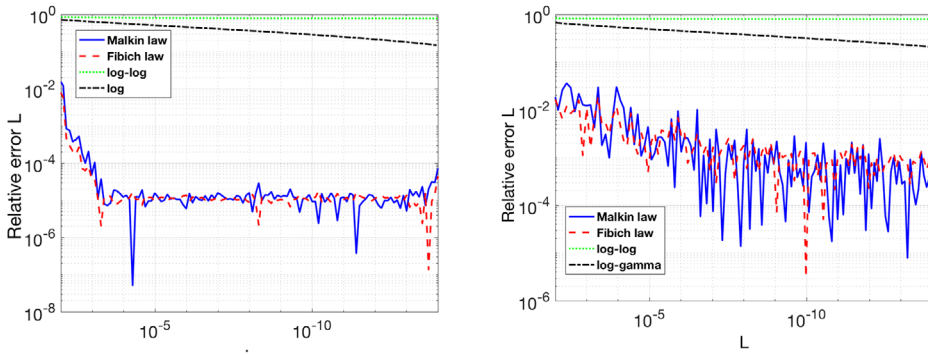 Relative error L
10^0
10^-2
10^-4
10^-6
10^-8
Malkin law
Fibich law
log-log
log
10^-5
10^-10
Relative error L
10^0
10^-2
10^-4
10^-6
Malkin law
Fibich law
log-log
log-gamma
10^-5
10^-10
L